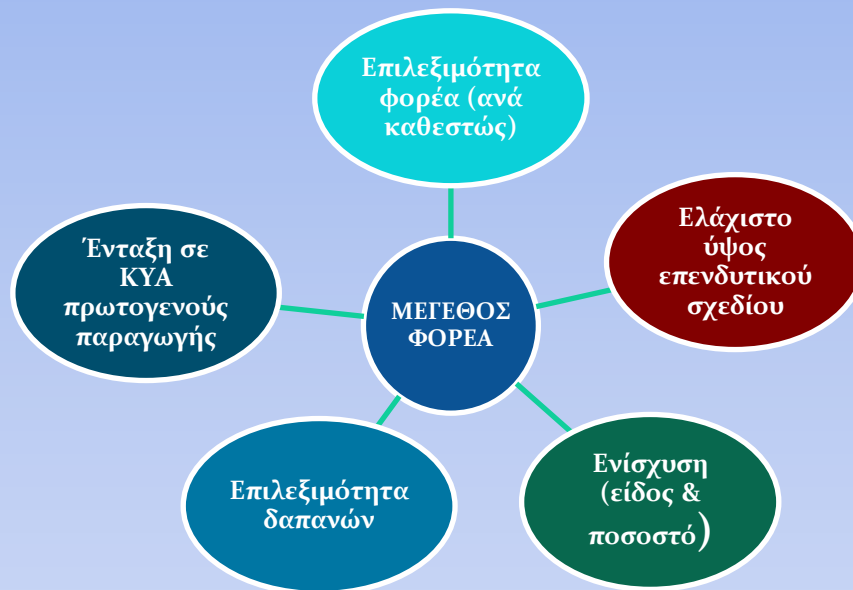 Επιλεξιμότητα
φορέα (ανά
καθεστώς)
Ελάχιστο
ύψος
επενδυτικού
σχεδίου
Ένταξη σε
ΚΥΑ
πρωτογενούς
παραγωγής
ΜΕΓΕΘΟΣ
ΦΟΡΕΑ
Επιλεξιμότητα
δαπανών
Ενίσχυση
(είδος &
ποσοστό)